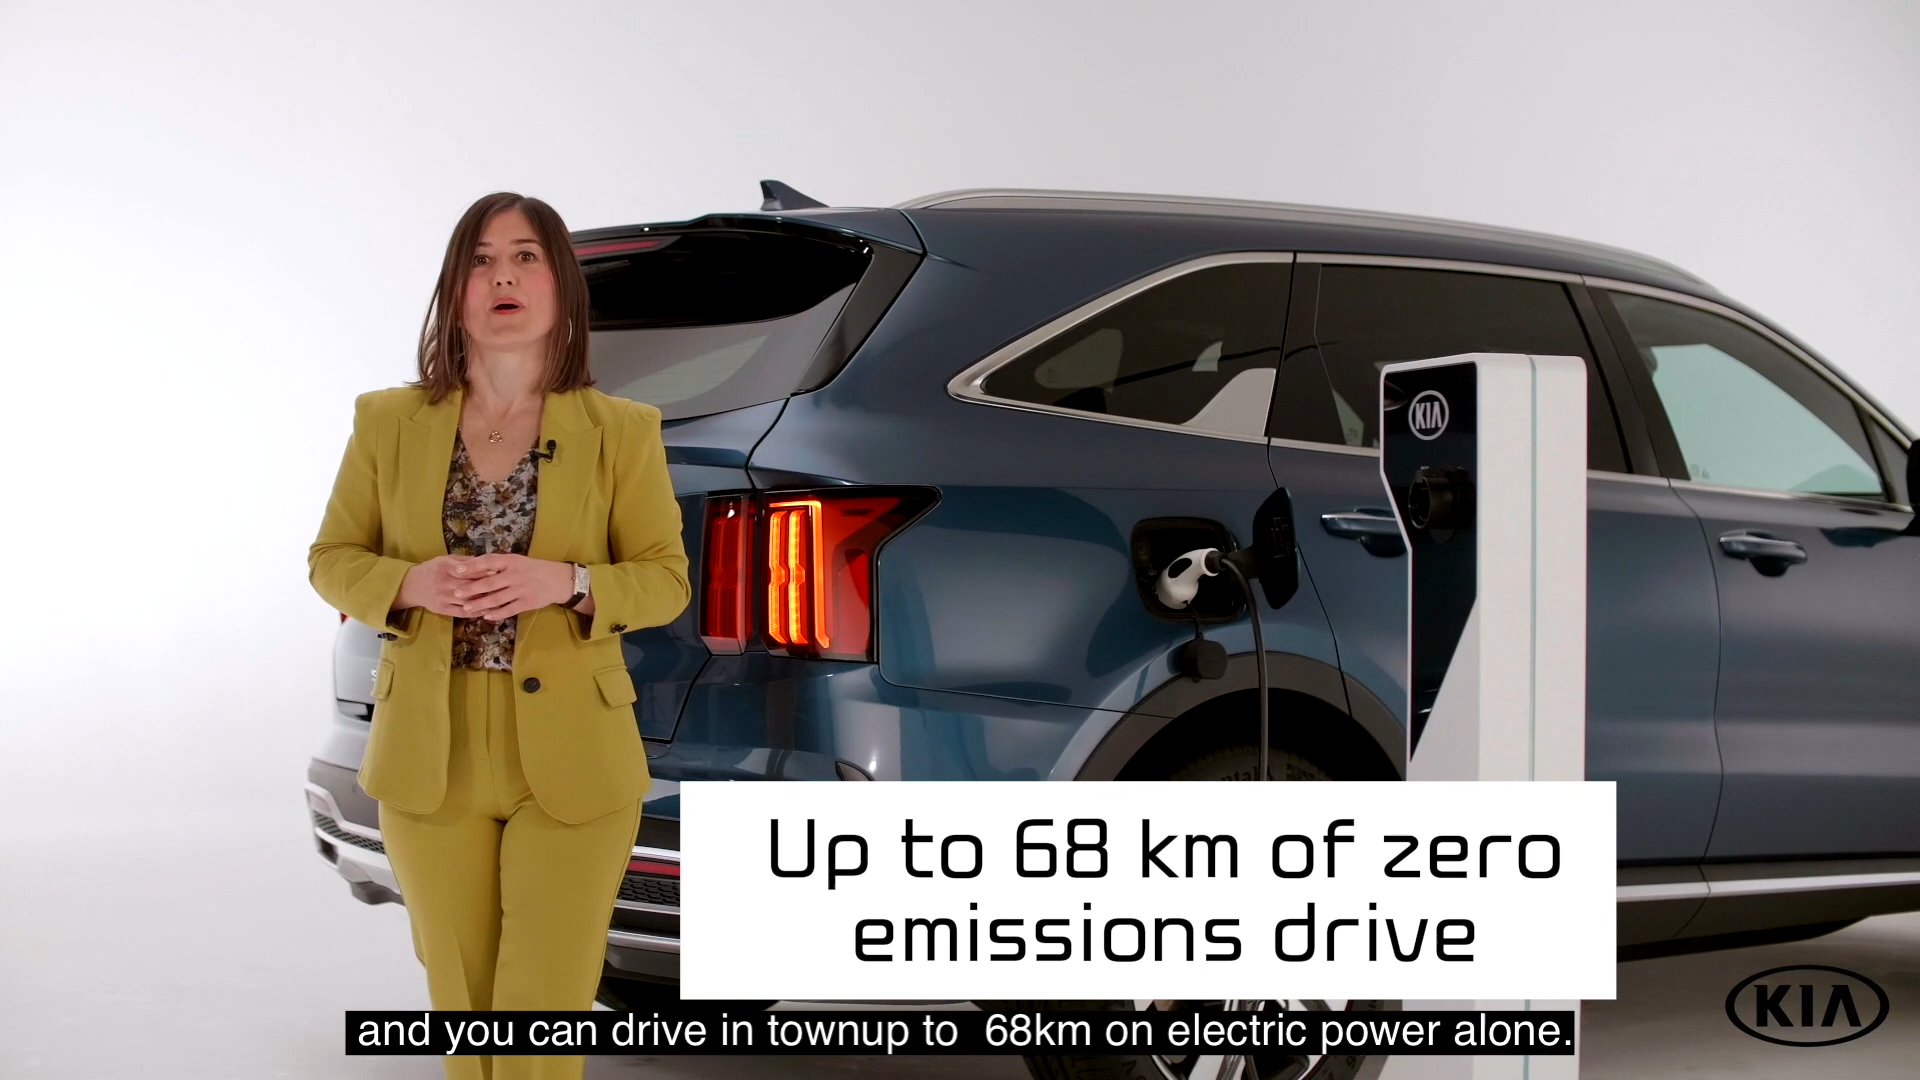 KIA
Up to 68 km of zero
emissions drive
KIA
and you can drive in townup to  68km on electric power alone.